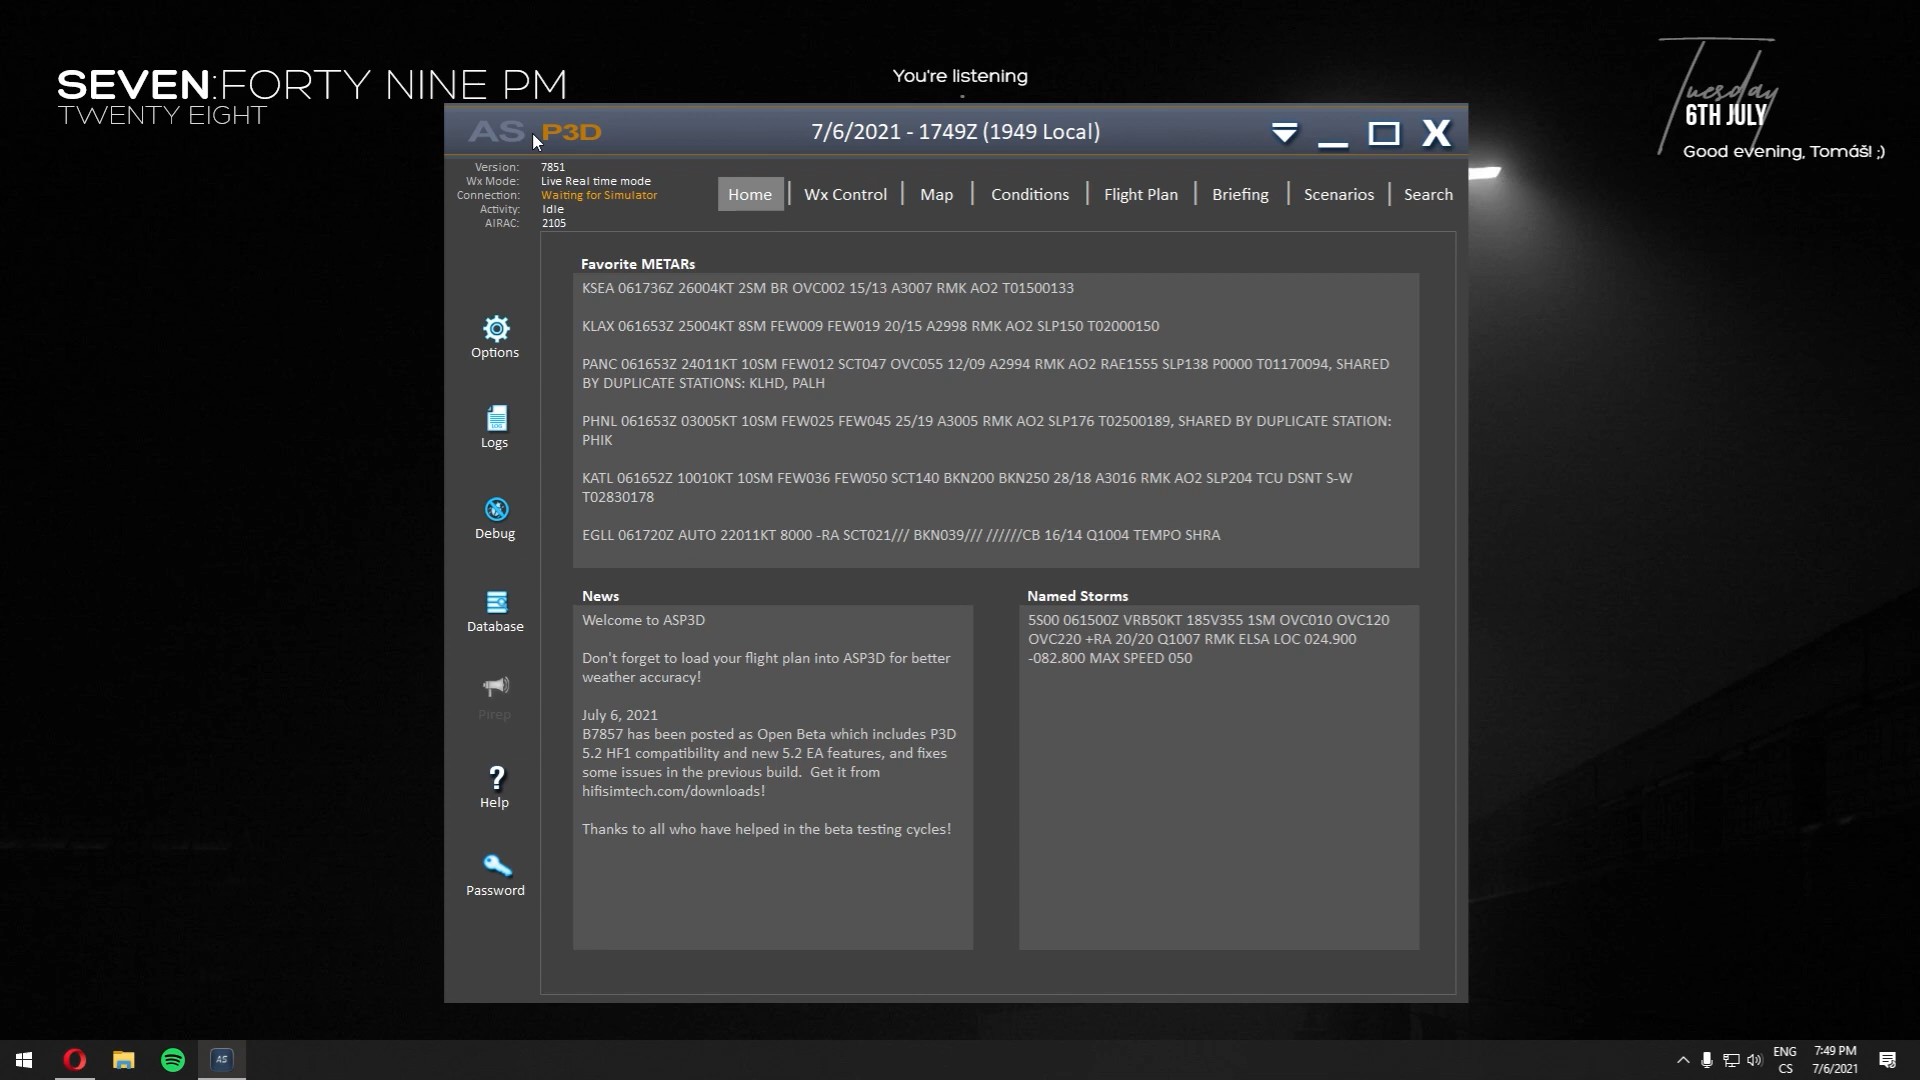 SEVEN:FORTY NINE PM
TWENTY EIGHT
You're listening
-
Tuesday
6TH JULY
Good evening, Tomáš! ;)
AS P3D
7/6/2021 - 1749Z (1949 Local)
Version: 7851
Wx Mode: Live Real time mode
Connection: Waiting for Simulator
Activity: Idle
AIRAC: 2105
Home | Wx Control | Map | Conditions | Flight Plan | Briefing | Scenarios | Search
Options
Logs
Debug
Database
Pirep
Help
Password
Favorite METARs
KSEA 061736Z 26004KT 2SM BR OVC002 15/13 A3007 RMK AO2 T01500133
KLAX 061653Z 25004KT 8SM FEW009 FEW019 20/15 A2998 RMK AO2 SLP150 T02000150
PANC 061653Z 24011KT 10SM FEW012 SCT047 OVC055 12/09 A2994 RMK AO2 RAE1555 SLP138 P0000 T01170094, SHARED
BY DUPLICATE STATIONS: KLHD, PALH
PHNL 061653Z 03005KT 10SM FEW025 FEW045 25/19 A3005 RMK AO2 SLP176 T02500189, SHARED BY DUPLICATE STATION:
PHIK
KATL 061652Z 10010KT 10SM FEW036 FEW050 SCT140 BKN200 BKN250 28/18 A3016 RMK AO2 SLP204 TCU DSNT S-W
T02830178
EGLL 061720Z AUTO 22011KT 8000 -RA SCT021/// BKN039/// //////CB 16/14 Q1004 TEMPO SHRA
News
Welcome to ASP3D
Don't forget to load your flight plan into ASP3D for better
weather accuracy!
July 6, 2021
B7857 has been posted as Open Beta which includes P3D
5.2 HF1 compatibility and new 5.2 EA features, and fixes
some issues in the previous build.  Get it from
hifisimtech.com/downloads!
Thanks to all who have helped in the beta testing cycles!
Named Storms
5S00 061500Z VRB50KT 185V355 1SM OVC010 OVC120
OVC220 +RA 20/20 Q1007 RMK ELSA LOC 024.900
-082.800 MAX SPEED 050
AS
ENG
CS
7:49 PM
7/6/2021